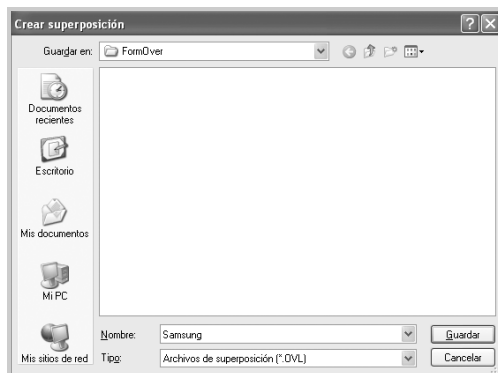 Crear superposición
Guardar en: FormOver
Documentos
recientes
Escritorio
Mis documentos
Mi PC
Mis sitios de red
Nombre: Samsung Guardar
Tipo: Archivos de superposición (*.OVL) Cancelar